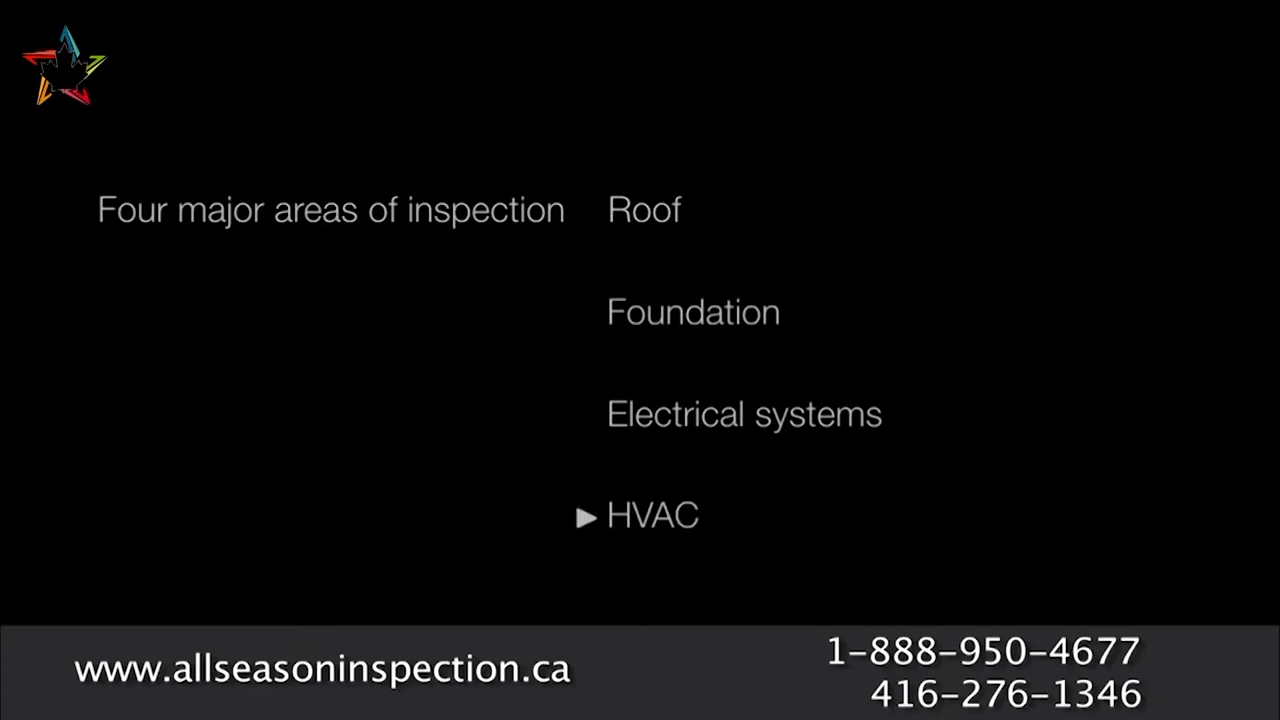 Four major areas of inspection Roof
Foundation
Electrical systems
HVAC
www.allseasoninspection.ca
1-888-950-4677
416-276-1346